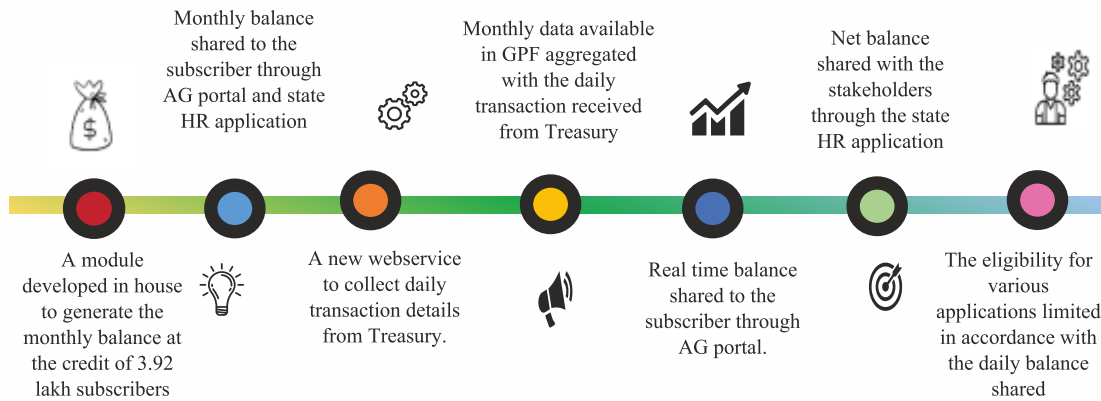 A module
developed in house
to generate the
monthly balance at
the credit of 3.92
lakh subscribers
Monthly balance
shared to the
subscriber through
AG portal and state
HR application
A new webservice
to collect daily
transaction details
from Treasury.
Monthly data available
in GPF aggregated
with the daily
transaction received
from Treasury
Real time balance
shared to the
subscriber through
AG portal.
Net balance
shared with the
stakeholders
through the state
HR application
The eligibility for
various
applications limited
in accordance with
the daily balance
shared
$